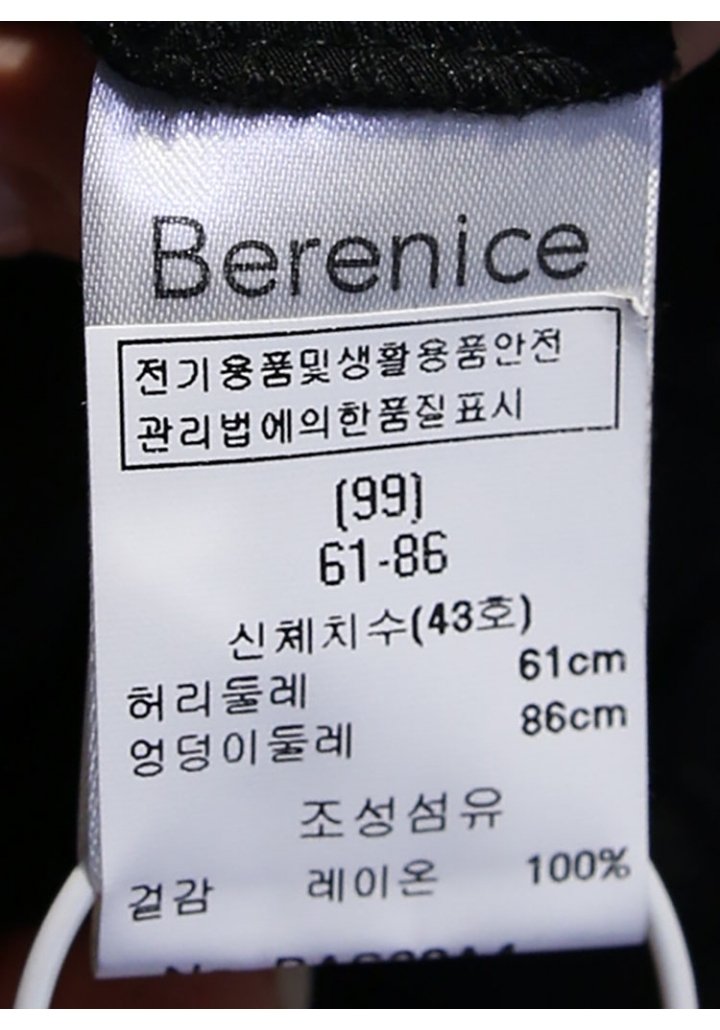 Berenice
전기용품및생활용품안전
관리법에의한품질표시
(99)
61-86
신체치수(43호)
허리둘레 61cm
엉덩이둘레 86cm
조성섬유
겉감 레이온 100%